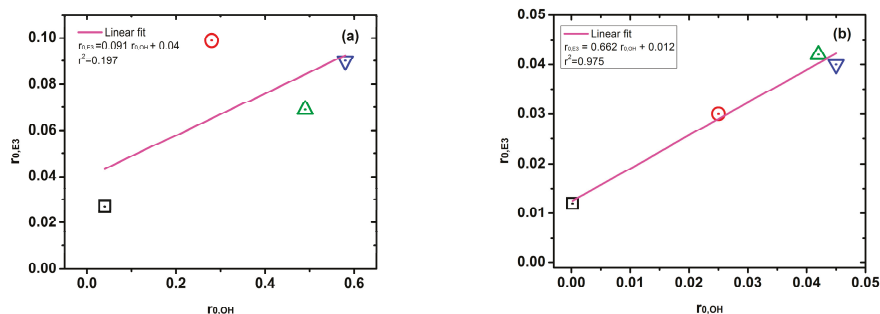 Linear fit
r0,E3=0.091 r0,OH + 0.04
r²=0.197
(a)
0.10
0.08
0.06
0.04
0.02
0.00
r0,E3
0.0 0.2 0.4 0.6
r0,OH
Linear fit
r0,E3 = 0.662 r0,OH + 0.012
r²=0.975
(b)
0.05
0.04
0.03
0.02
0.01
0.00
r0,E3
0.00 0.01 0.02 0.03 0.04 0.05
r0,OH